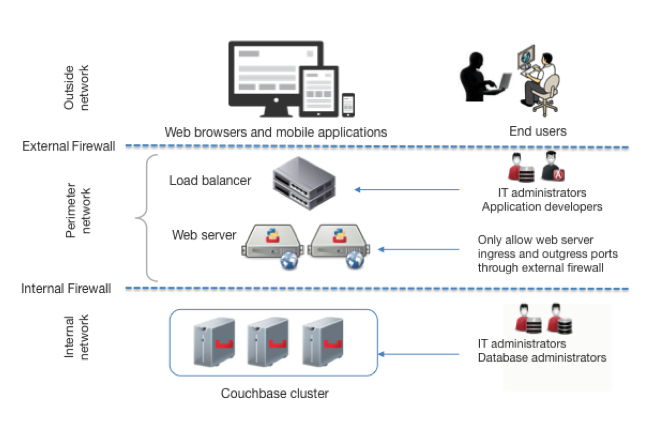 Outside
network
Web browsers and mobile applications
End users
External Firewall
Perimeter
network
Load balancer
IT administrators
Application developers
Web server
Only allow web server
ingress and outgress ports
through external firewall
Internal Firewall
Internal
network
IT administrators
Database administrators
Couchbase cluster